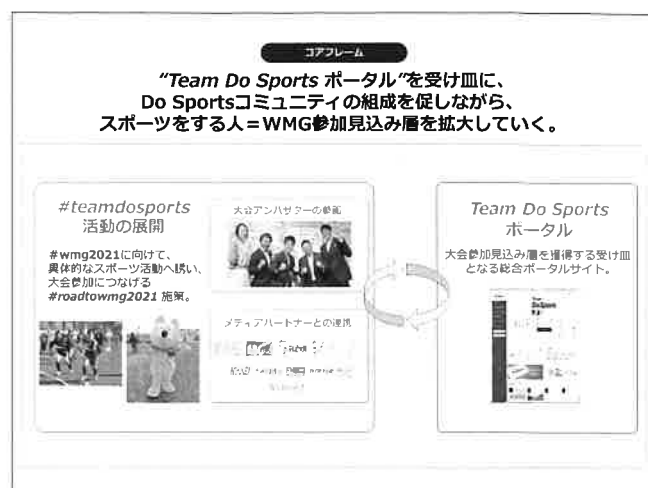 コアフレーム
“Team Do Sports ポータル”を受け皿に、
Do Sportsコミュニティの組成を促しながら、
スポーツをする人＝WMG参加見込み層を拡大していく。
#teamdosports
活動の展開
#wmg2021に向けて、
具体的なスポーツ活動へ誘い、
大会参加につなげる
#roadtowmg2021 施策。
大会アンバサダーの参画
メディアパートナーとの連携
Team Do Sports
ポータル
大会参加見込み層を獲得する受け皿
となる総合ポータルサイト。